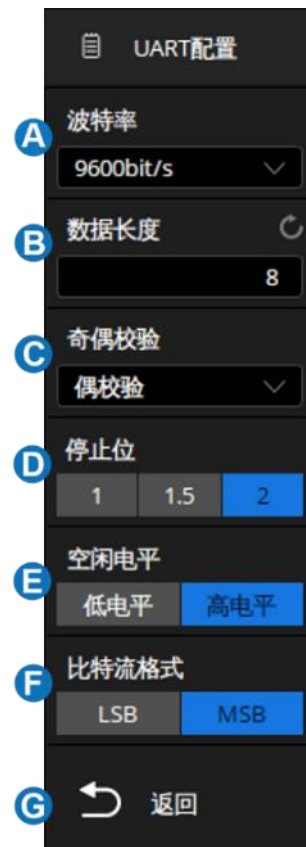 UART配置
A
波特率
9600bit/s
B
数据长度
8
C
奇偶校验
偶校验
D
停止位
1 1.5 2
E
空闲电平
低电平 高电平
F
比特流格式
LSB MSB
G
返回